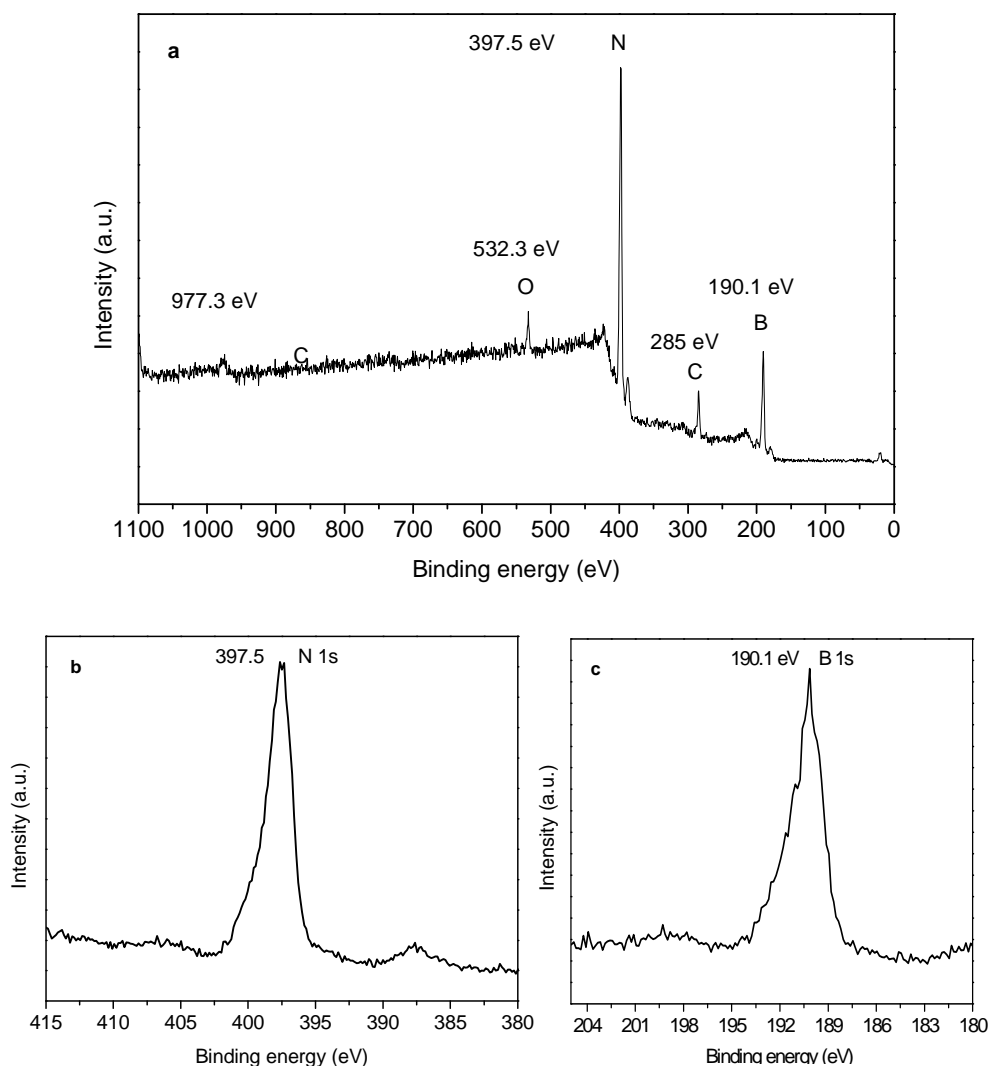 a
397.5 eV
N
532.3 eV
O
977.3 eV
C
190.1 eV
B
285 eV
C
Intensity (a.u.)
1100 1000 900 800 700 600 500 400 300 200 100 0
Binding energy (eV)
b
397.5 N 1s
Intensity (a.u.)
415 410 405 400 395 390 385 380
Binding energy (eV)
c
190.1 eV B 1s
Intensity (a.u.)
204 201 198 195 192 189 186 183 180
Binding energy (eV)